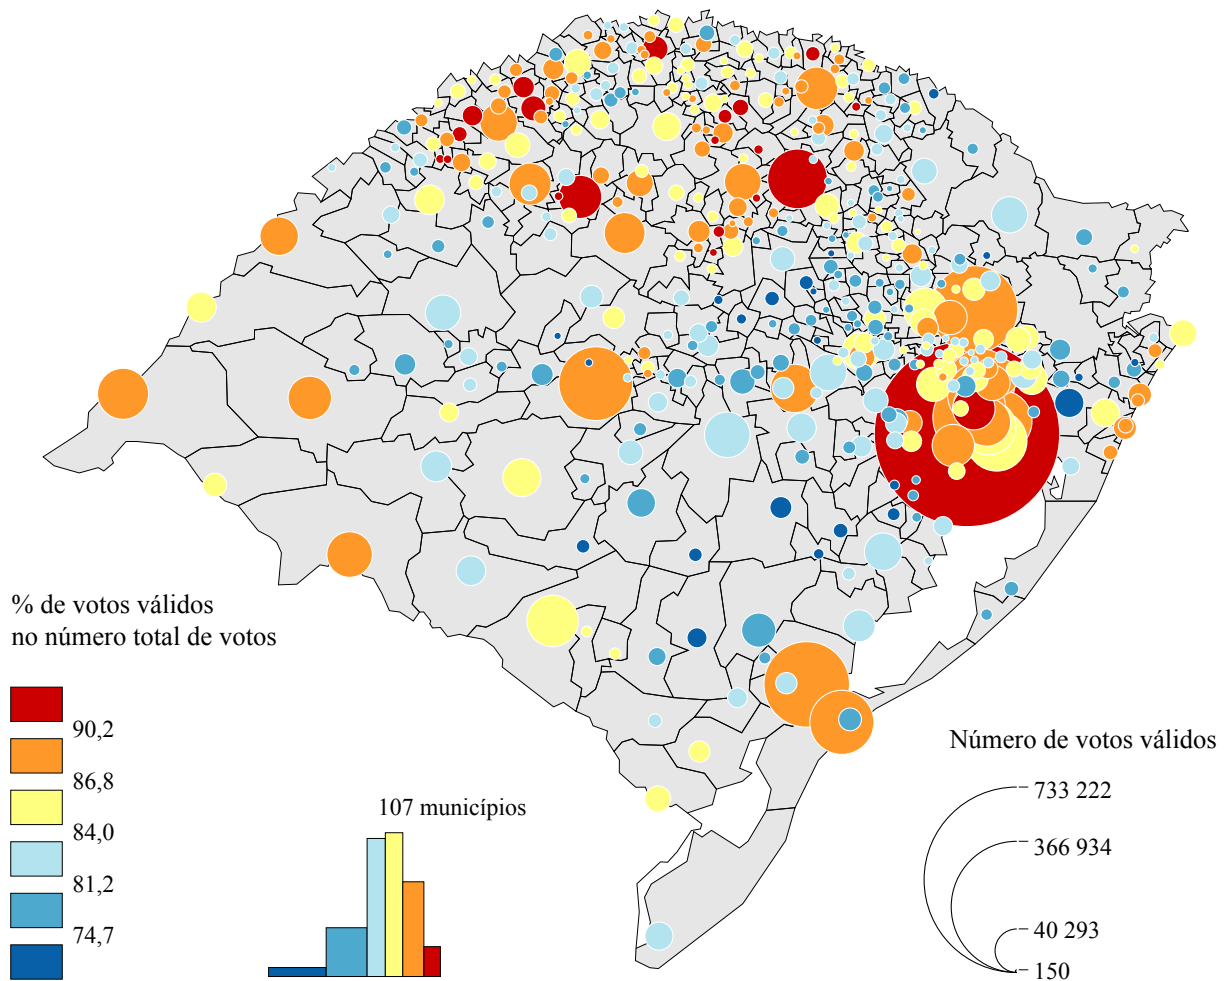 % de votos válidos
no número total de votos
90,2
86,8
84,0
81,2
74,7
107 municípios
Número de votos válidos
733 222
366 934
40 293
150